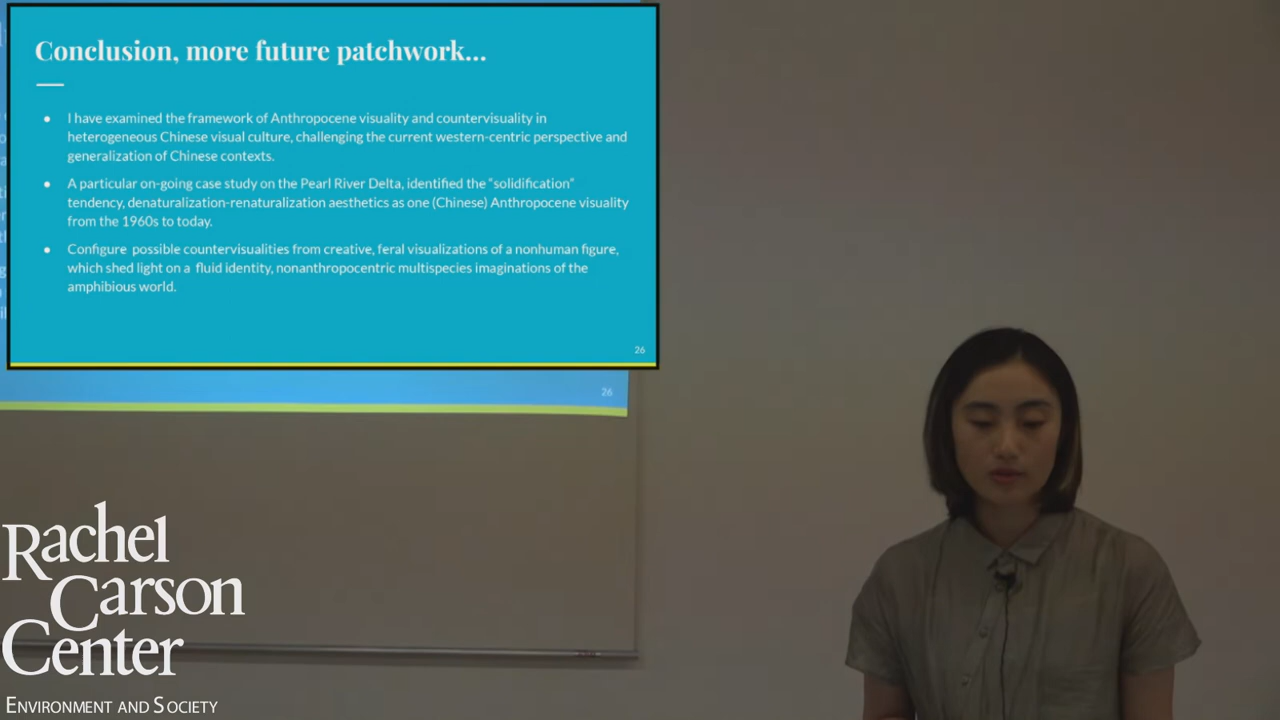 Conclusion, more future patchwork...
● I have examined the framework of Anthropocene visuality and countervisuality in
heterogeneous Chinese visual culture, challenging the current western-centric perspective and
generalization of Chinese contexts.
● A particular on-going case study on the Pearl River Delta, identified the “solidification”
tendency, denaturalization-renaturalization aesthetics as one (Chinese) Anthropocene visuality
from the 1960s to today.
● Configure possible countervisualities from creative, feral visualizations of a nonhuman figure,
which shed light on a fluid identity, nonanthropocentric multispecies imaginations of the
amphibious world.
26
26
Rachel
Carson
Center
ENVIRONMENT AND SOCIETY